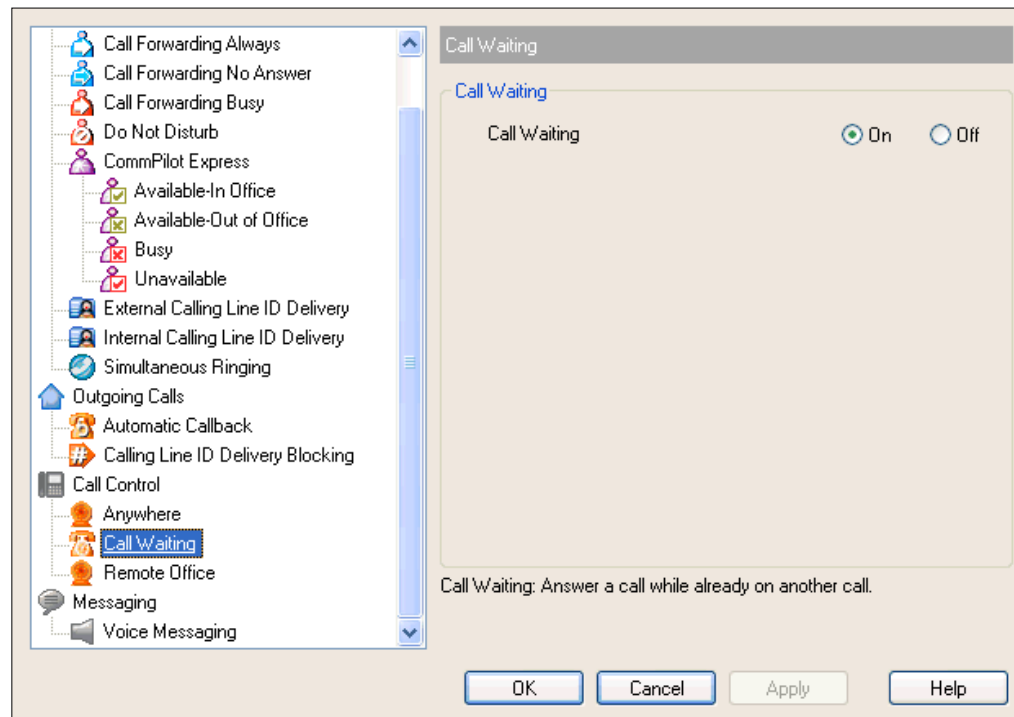 Call Forwarding Always
Call Forwarding No Answer
Call Forwarding Busy
Do Not Disturb
CommPilot Express
Available-In Office
Available-Out of Office
Busy
Unavailable
External Calling Line ID Delivery
Internal Calling Line ID Delivery
Simultaneous Ringing
Outgoing Calls
Automatic Callback
Calling Line ID Delivery Blocking
Call Control
Anywhere
Call Waiting
Remote Office
Messaging
Voice Messaging
Call Waiting
Call Waiting
Call Waiting On Off
Call Waiting: Answer a call while already on another call.
OK Cancel Apply Help